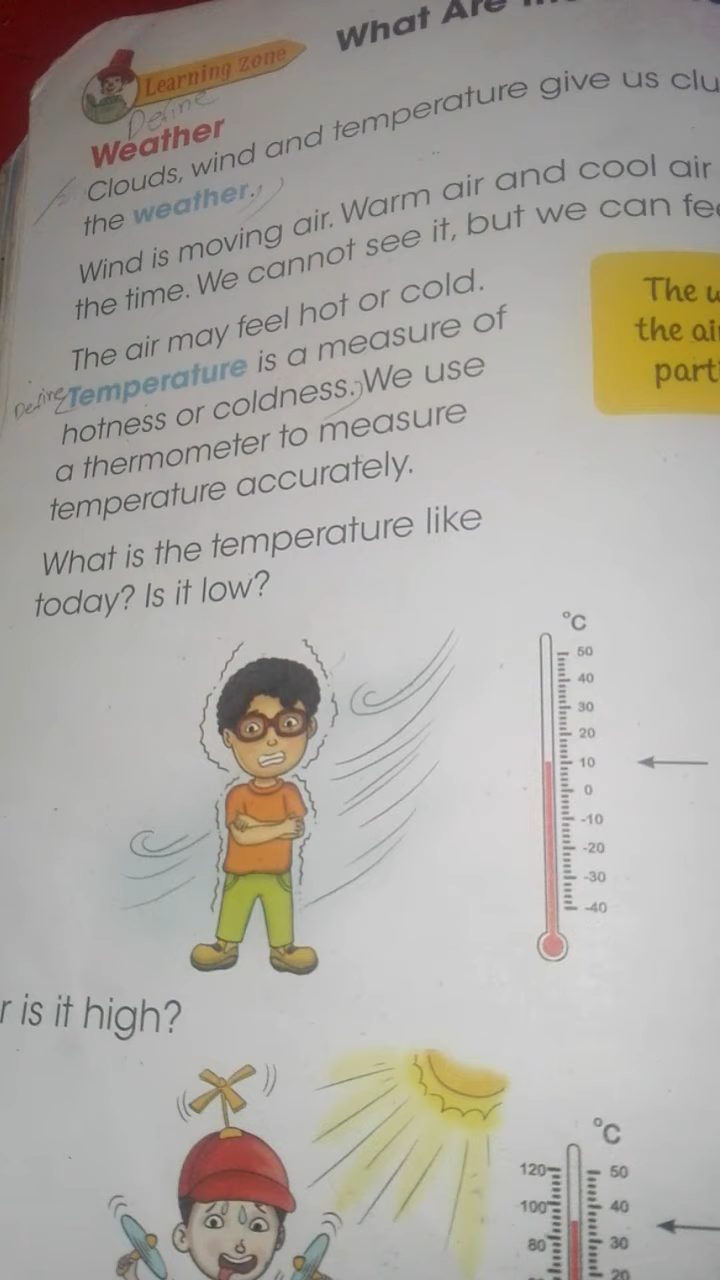 What Are
Learning Zone
Define
Weather
Clouds, wind and temperature give us
the weather.
Wind is moving air. Warm air and cool air
the time. We cannot see it, but we can
The air may feel hot or cold.
Define Temperature is a measure of
hotness or coldness. We use
a thermometer to measure
temperature accurately.
The
the
What is the temperature like
today? Is it low?
°C
50
40
30
20
10
0
-10
-20
-30
-40
is it high?
°C
120 50
100 40
80 30
20